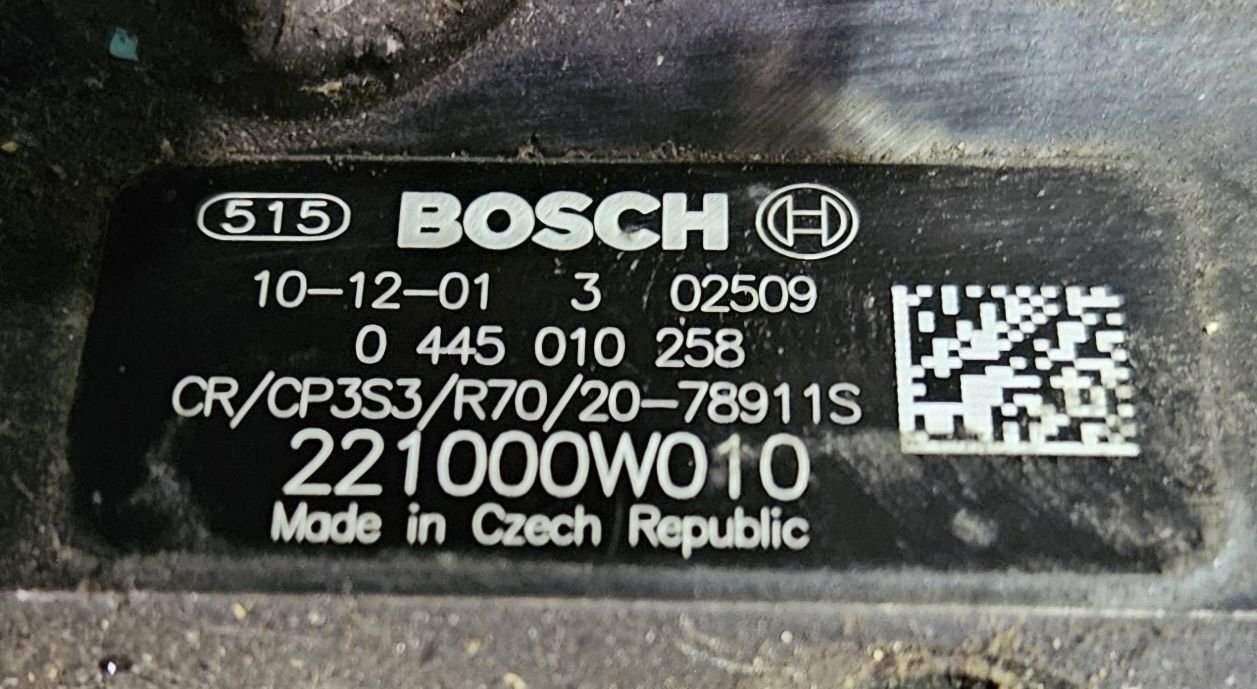 515 BOSCH
10-12-01 3 02509
0 445 010 258
CR/CP3S3/R70/20-78911S
221000W010
Made in Czech Republic